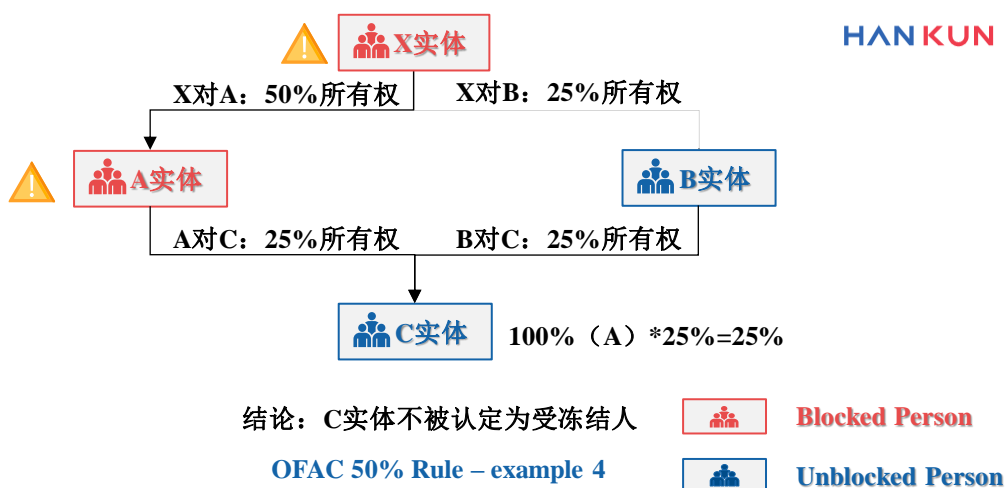 HANKUN
X实体
X对A：50%所有权
X对B：25%所有权
A实体
B实体
A对C：25%所有权
B对C：25%所有权
C实体
100%（A）*25%=25%
结论：C实体不被认定为受冻结人
Blocked Person
OFAC 50% Rule – example 4
Unblocked Person